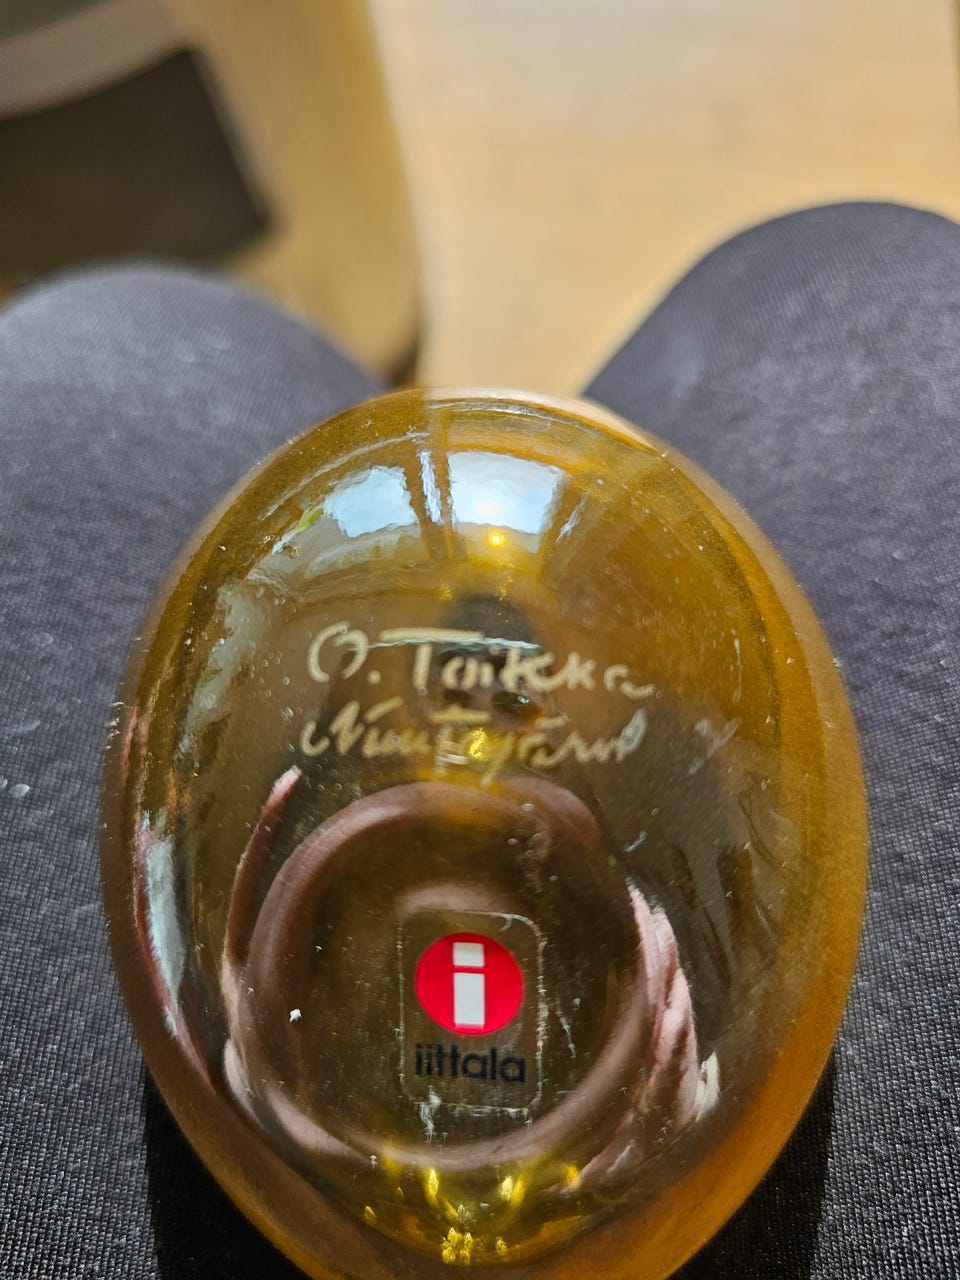 O. Toikka
Nuutajärvi
i
iittala